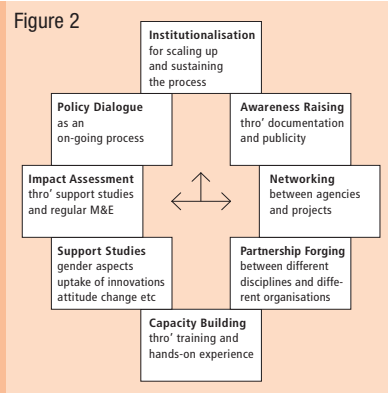 Figure 2
Institutionalisation
for scaling up
and sustaining
the process
Policy Dialogue
as an
on-going process
Awareness Raising
thro’ documentation
and publicity
Impact Assessment
thro’ support studies
and regular M&E
Networking
between agencies
and projects
Support Studies
gender aspects
uptake of innovations
attitude change etc
Partnership Forging
between different
disciplines and diffe-
rent organisations
Capacity Building
thro’ training and
hands-on experience